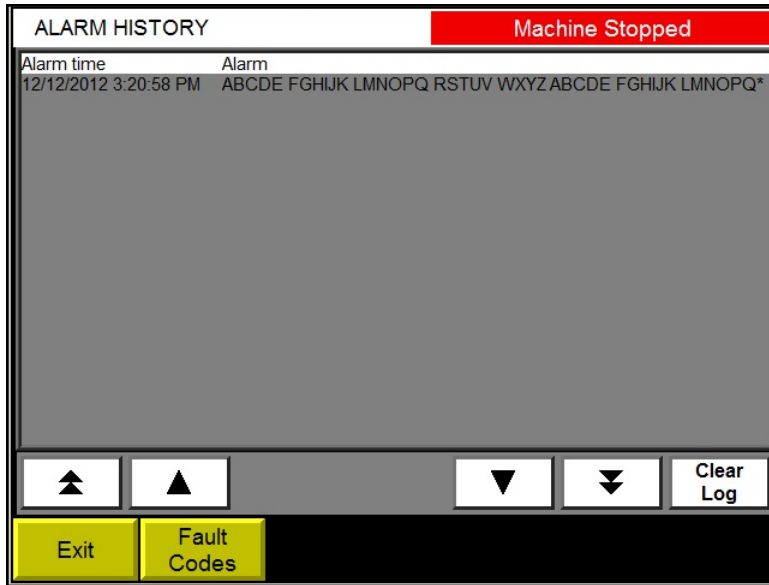 ALARM HISTORY Machine Stopped
Alarm time Alarm
12/12/2012 3:20:58 PM ABCDE FGHIJK LMNOPQ RSTUV WXYZ ABCDE FGHIJK LMNOPQ*
Clear
Log
Exit
Fault
Codes